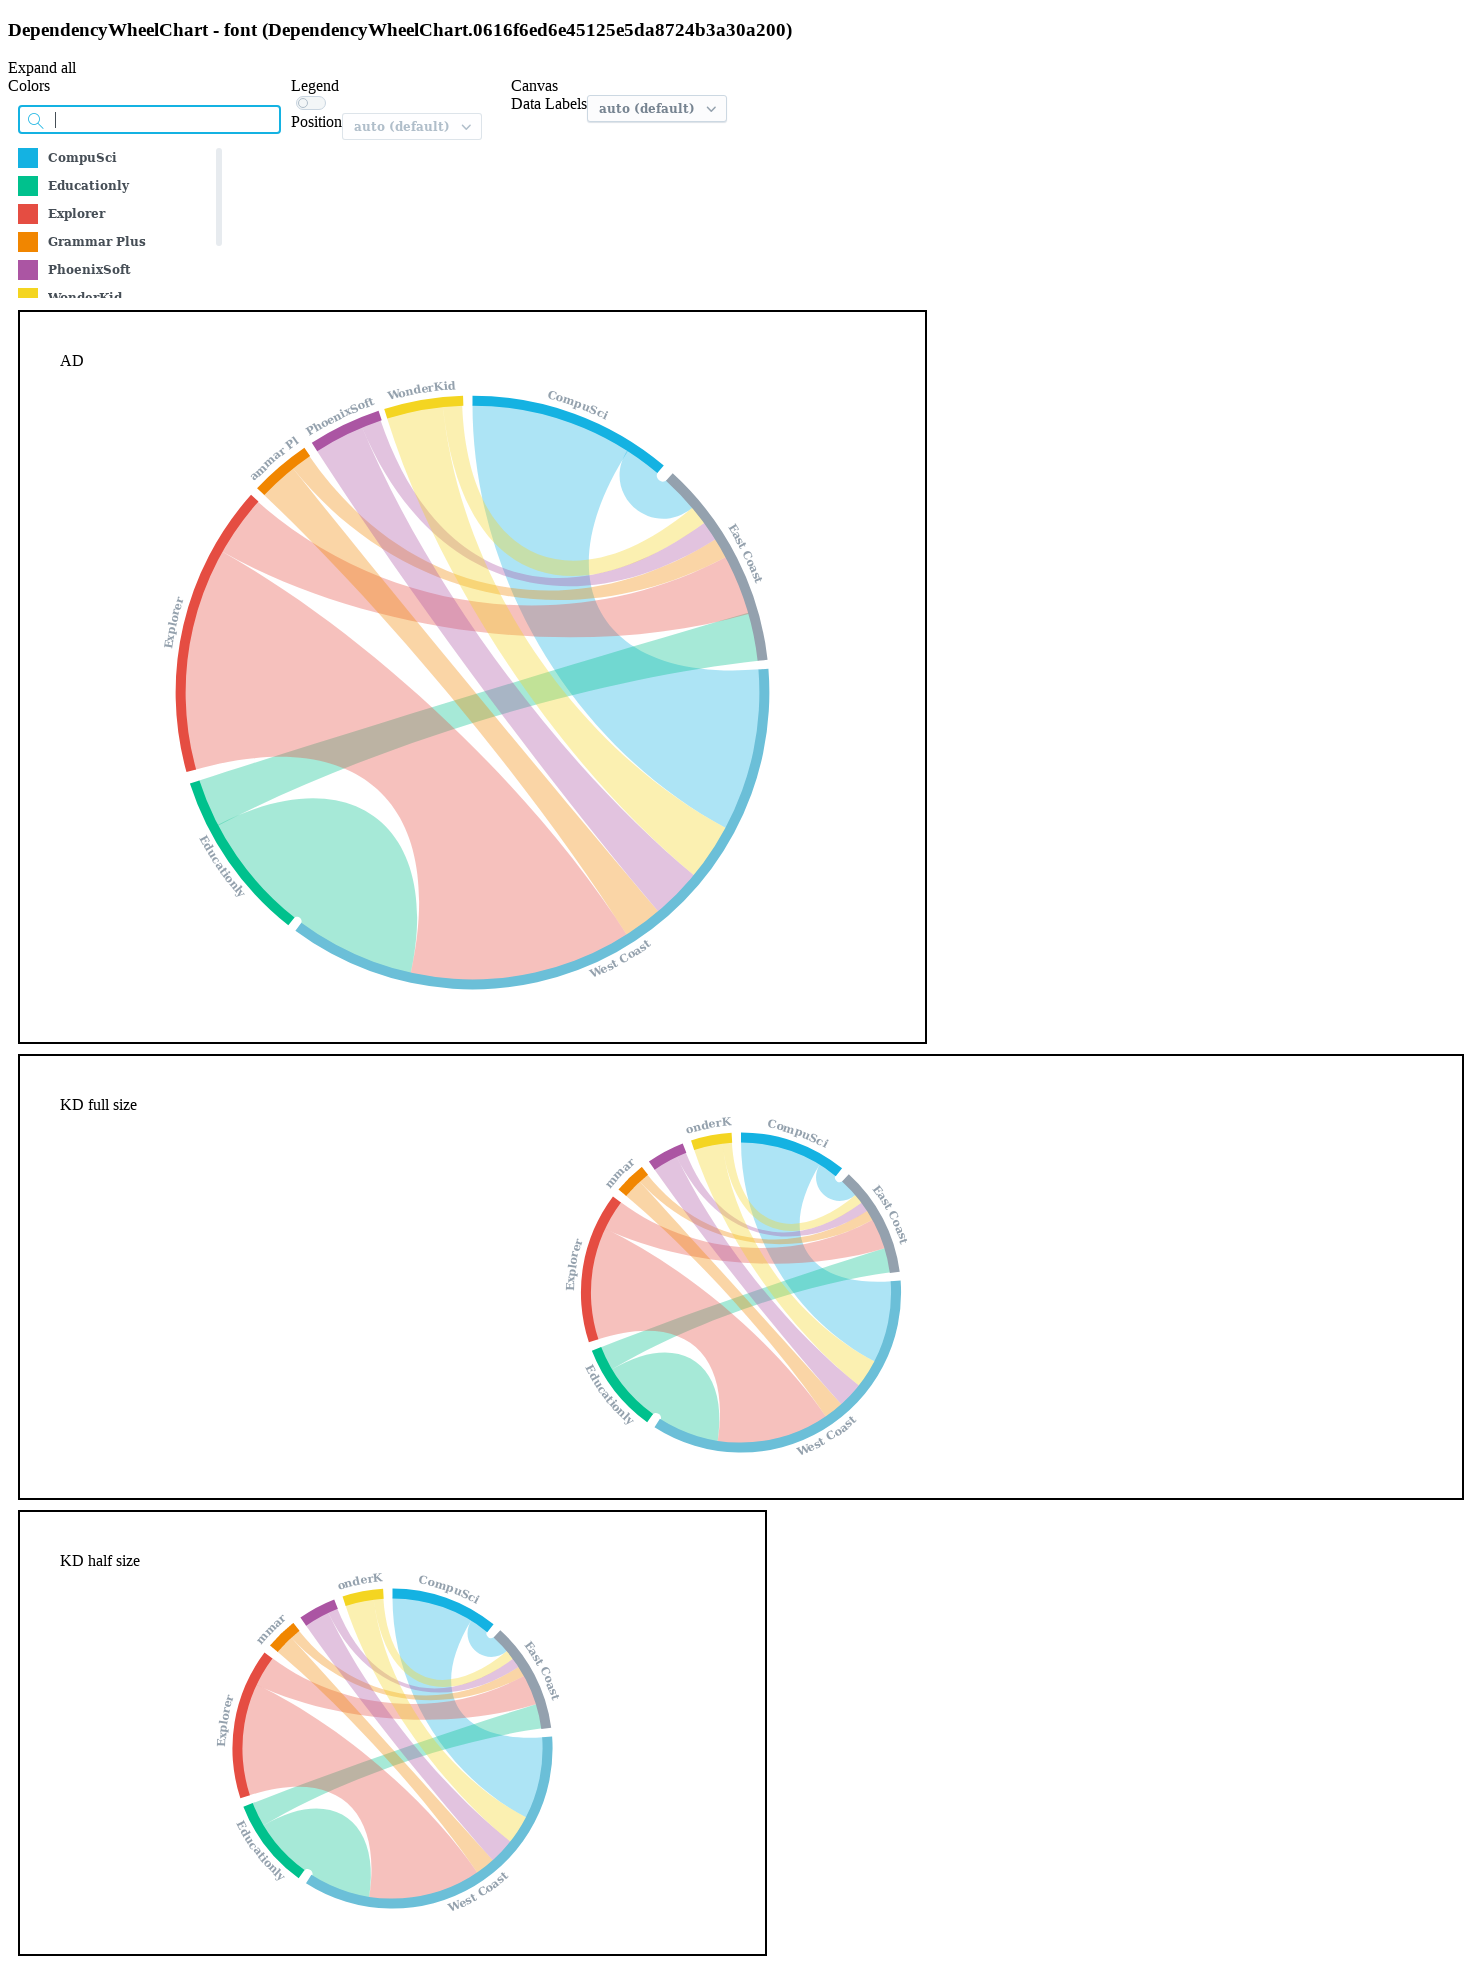 DependencyWheelChart - font (DependencyWheelChart.0616f6ed6e45125e5da8724b3a30a200)
Expand all
Colors
Legend
Position auto (default)
Canvas
Data Labels auto (default)
CompuSci
Educationly
Explorer
Grammar Plus
PhoenixSoft
WonderKid
AD
WonderKid
CompuSci
PhoenixSoft
ammar Pl
East Coast
Explorer
Educationly
West Coast
KD full size
onderK
CompuSci
mmar
East Coast
Explorer
Educationly
West Coast
KD half size
onderK
CompuSci
mmar
East Coast
Explorer
Educationly
West Coast